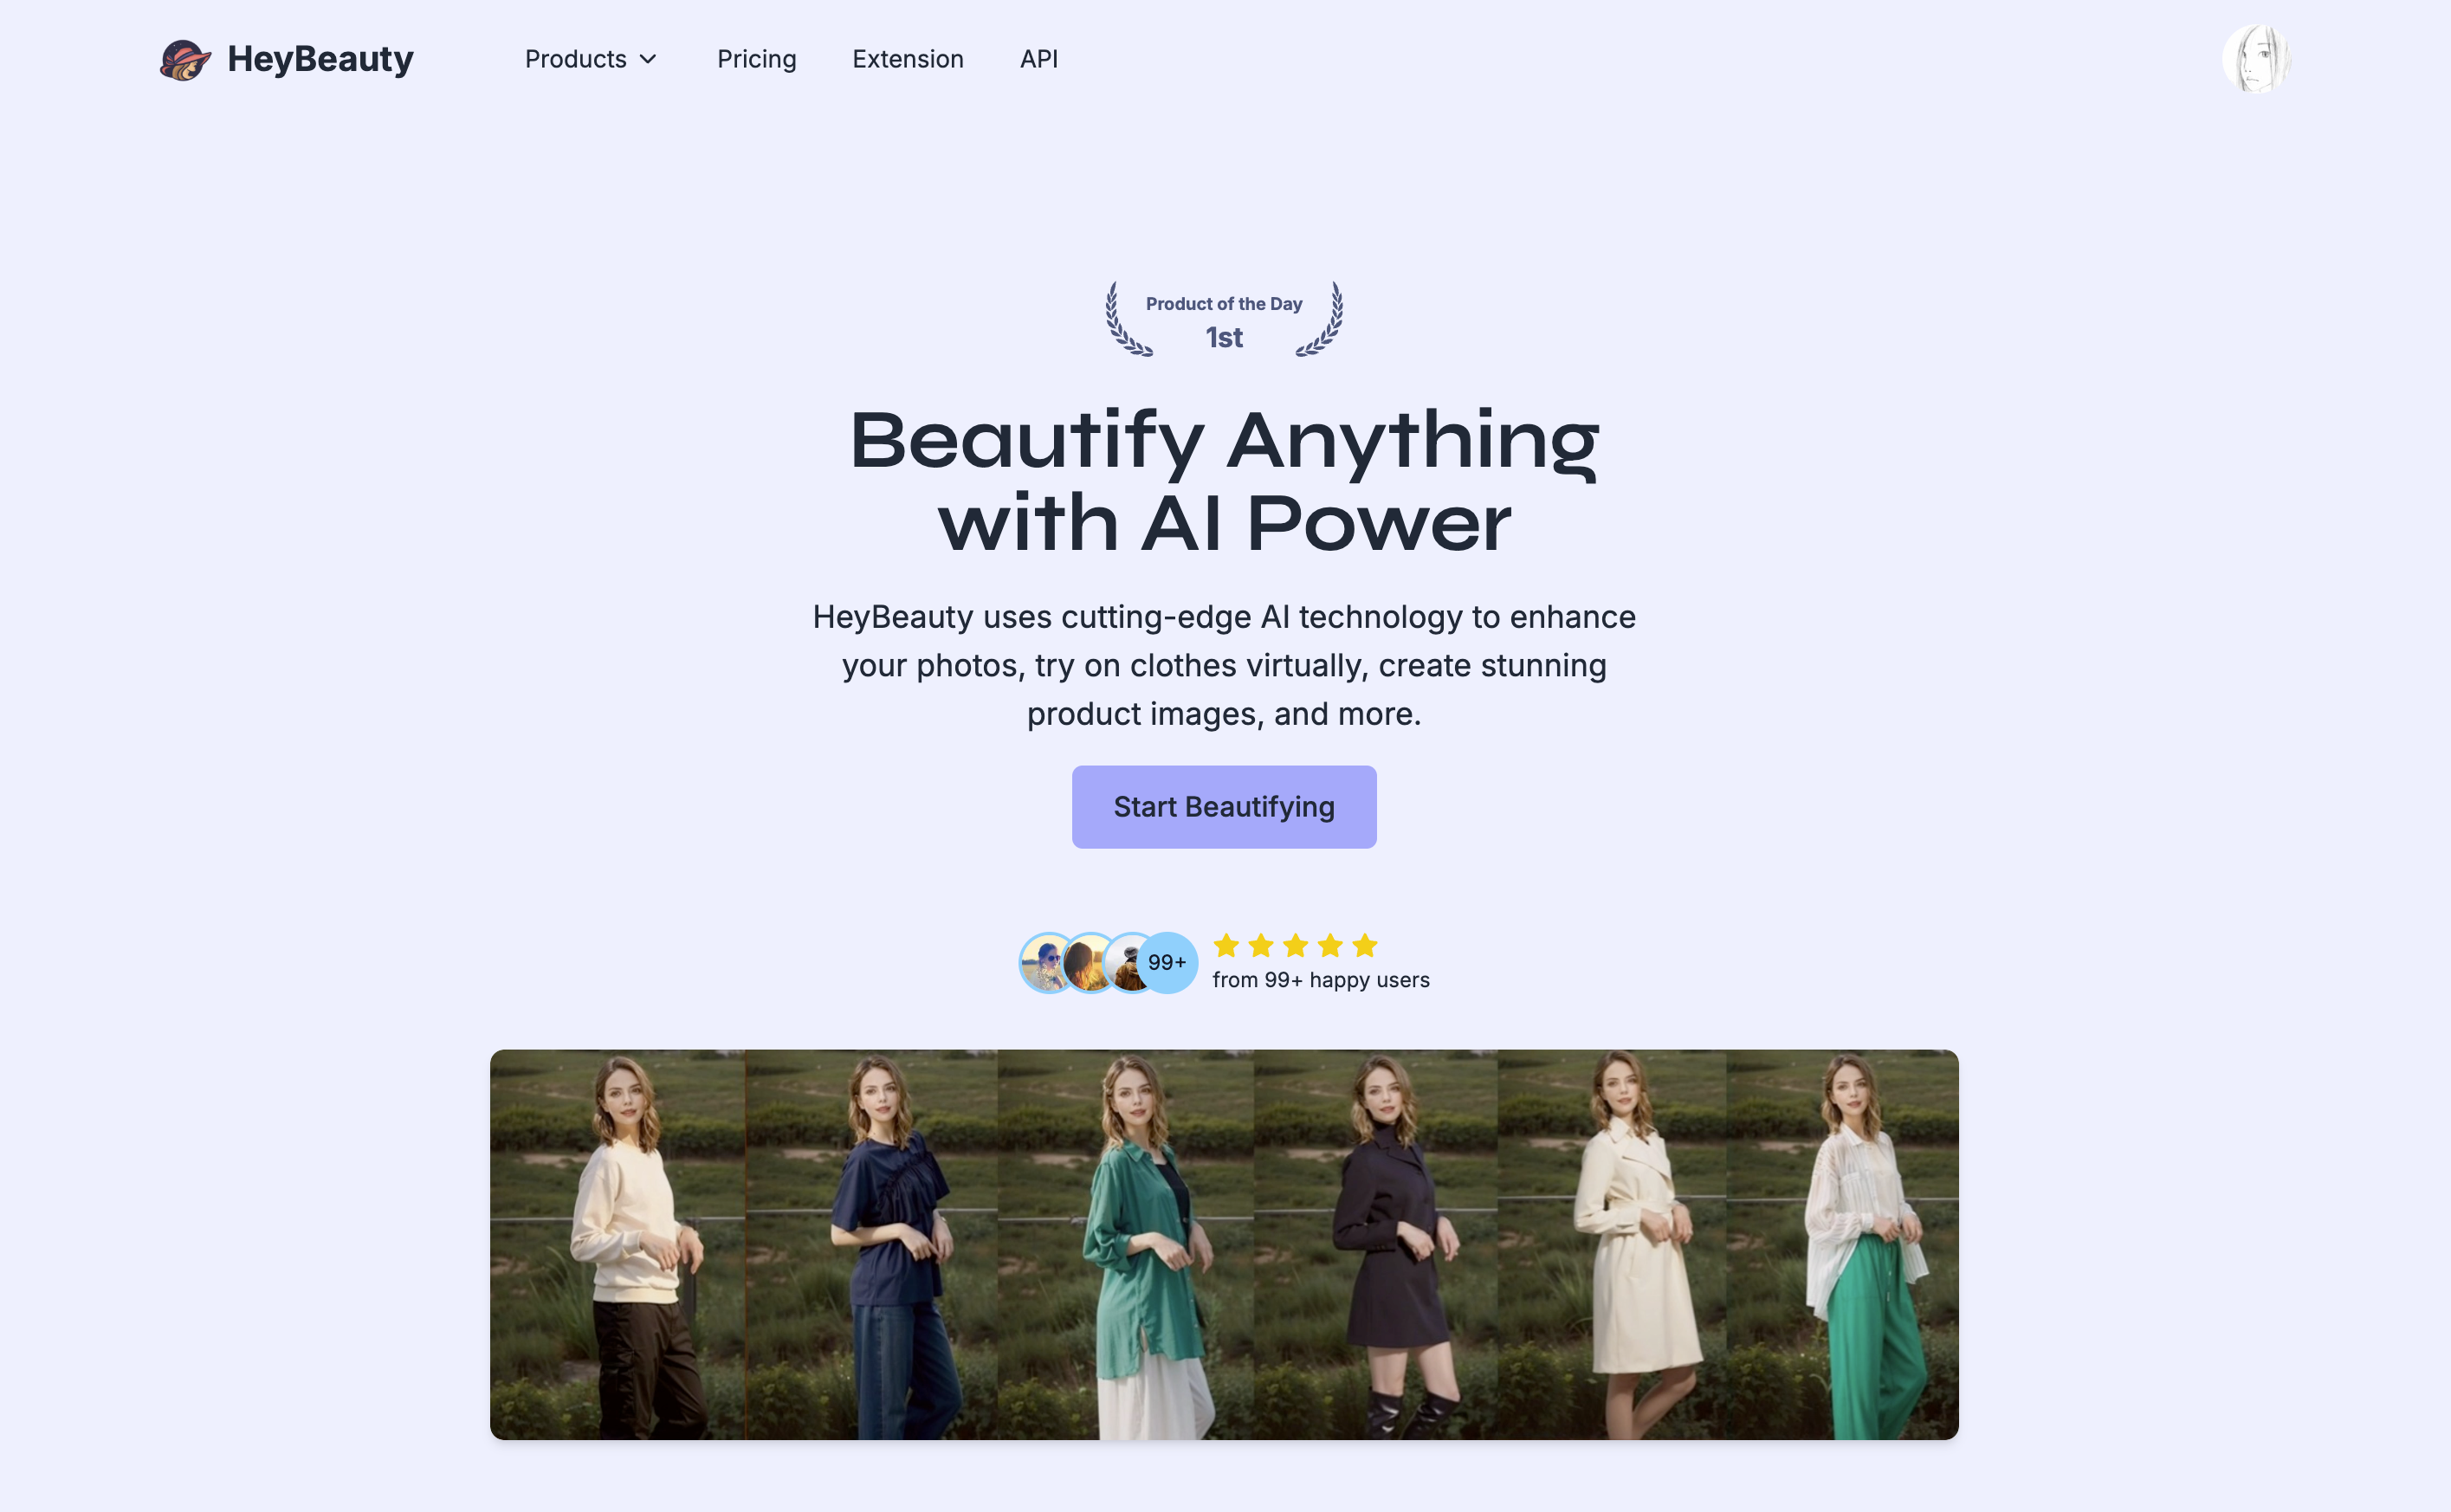 HeyBeauty
Products
Pricing
Extension
API
Product of the Day
1st
Beautify Anything
with AI Power
HeyBeauty uses cutting-edge AI technology to enhance
your photos, try on clothes virtually, create stunning
product images, and more.
Start Beautifying
99+
from 99+ happy users